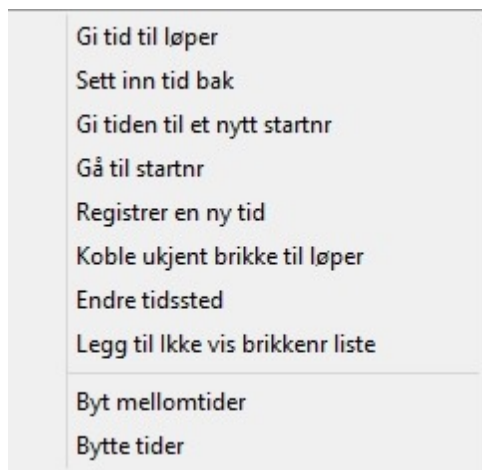 Gi tid til løper
Sett inn tid bak
Gi tiden til et nytt startnr
Gå til startnr
Registrer en ny tid
Koble ukjent brikke til løper
Endre tidssted
Legg til Ikke vis brikkenr liste
Byt mellomtider
Bytte tider